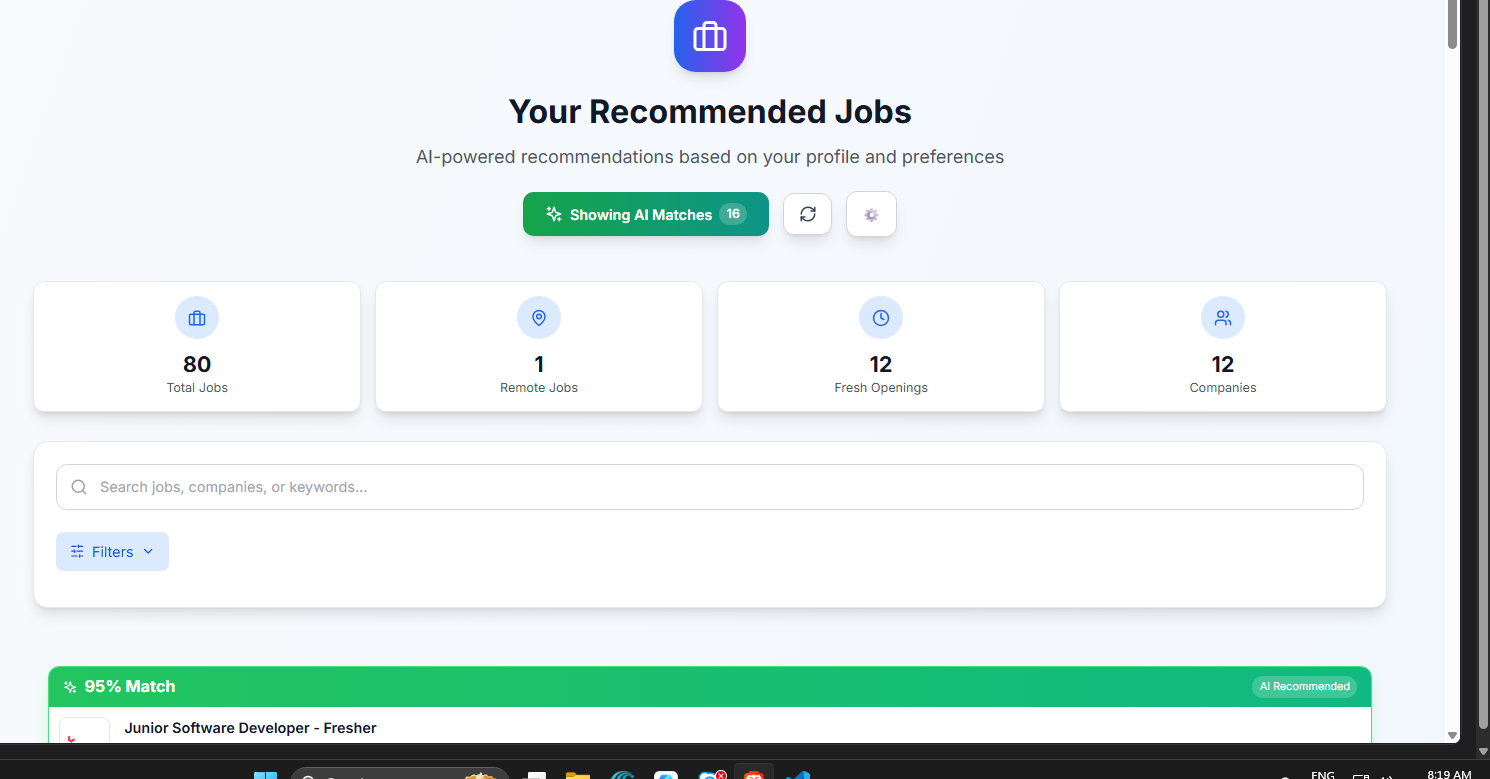 Your Recommended Jobs
AI-powered recommendations based on your profile and preferences
Showing AI Matches 16
80
Total Jobs
1
Remote Jobs
12
Fresh Openings
12
Companies
Search jobs, companies, or keywords...
Filters
95% Match
AI Recommended
Junior Software Developer - Fresher
ENG
8:19 AM